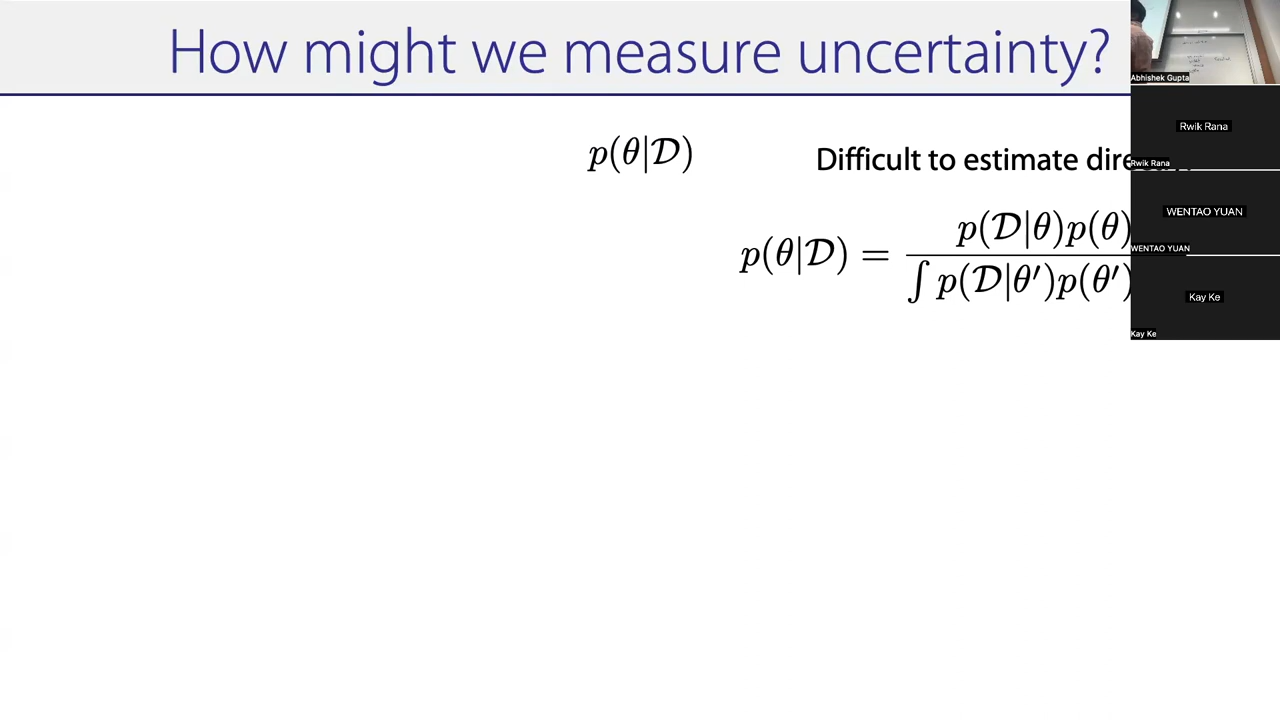 How might we measure uncertainty?
p(θ|𝒟)
Difficult to estimate
p(θ|𝒟) = p(𝒟|θ)p(θ) / ∫ p(𝒟|θ′)p(θ′)
Abhishek Gupta
Rwik Rana
Rwik Rana
WENTAO YUAN
WENTAO YUAN
Kay Ke
Kay Ke